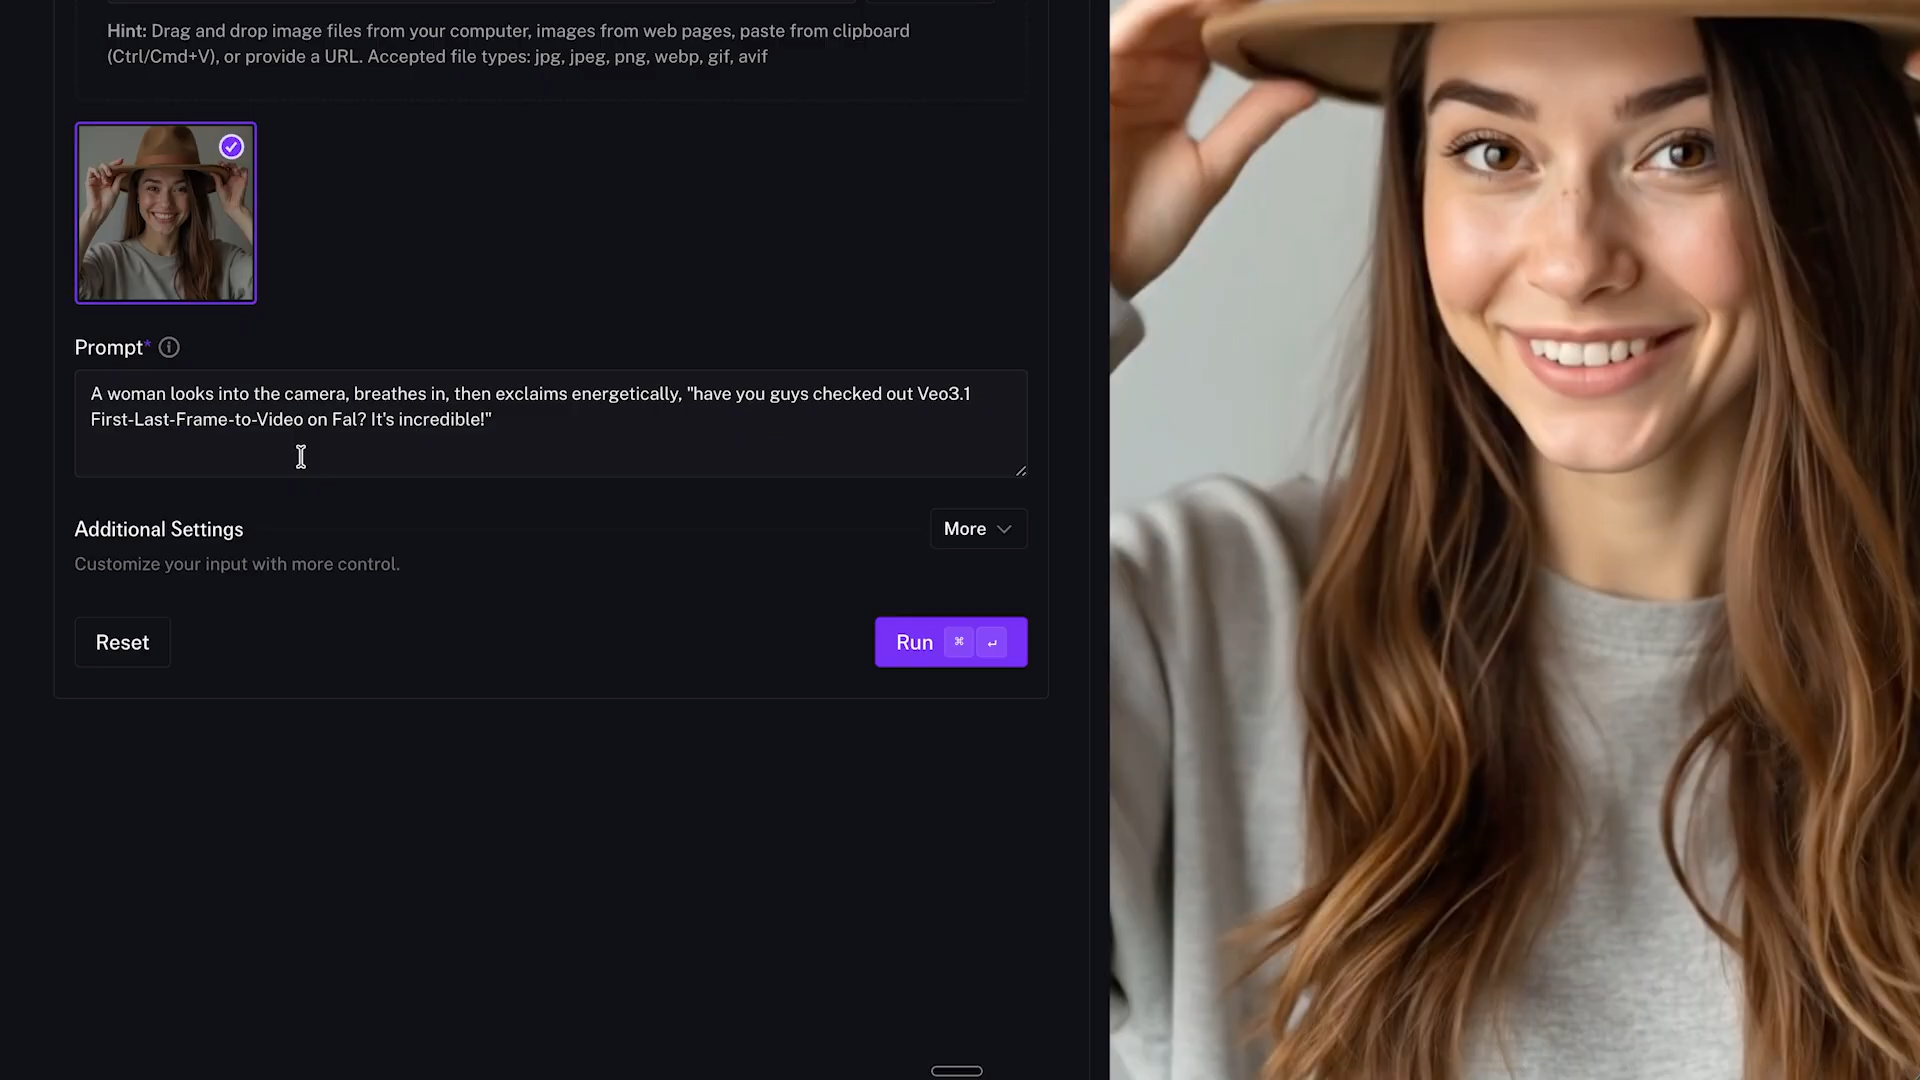 Hint: Drag and drop image files from your computer, images from web pages, paste from clipboard
(Ctrl/Cmd+V), or provide a URL. Accepted file types: jpg, jpeg, png, webp, gif, avif
Prompt*
A woman looks into the camera, breathes in, then exclaims energetically, "have you guys checked out Veo3.1
First-Last-Frame-to-Video on Fal? It's incredible!"
Additional Settings
More
Customize your input with more control.
Reset
Run ⌘ ↵